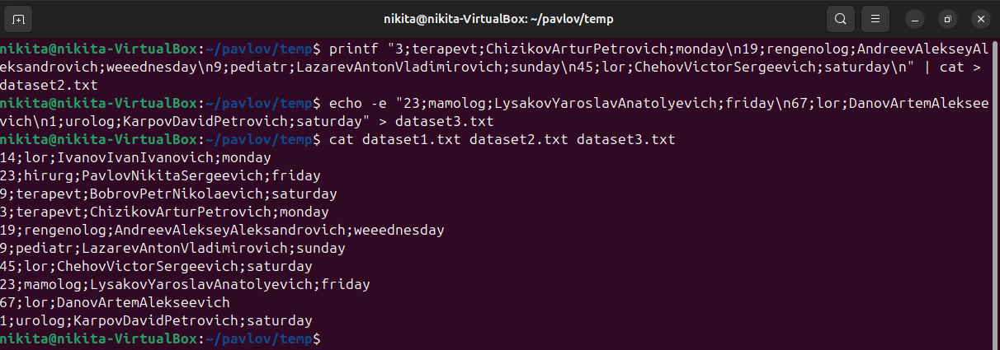 nikita@nikita-VirtualBox: ~/pavlov/temp
nikita@nikita-VirtualBox:~/pavlov/temp$ printf "3;terapevt;ChizikovArturPetrovich;monday\n19;rengenolog;AndreevAlekseyAl
eksandrovich;weeednesday\n9;pediatr;LazarevAntonVladimirovich;sunday\n45;lor;ChehovVictorSergeevich;saturday\n" | cat >
dataset2.txt
nikita@nikita-VirtualBox:~/pavlov/temp$ echo -e "23;mamolog;LysakovYaroslavAnatolyevich;friday\n67;lor;DanovArtemAleksee
vich\n1;urolog;KarpovDavidPetrovich;saturday" > dataset3.txt
nikita@nikita-VirtualBox:~/pavlov/temp$ cat dataset1.txt dataset2.txt dataset3.txt
14;lor;IvanovIvanIvanovich;monday
23;hirurg;PavlovNikitaSergeevich;friday
9;terapevt;BobrovPetrNikolaevich;saturday
3;terapevt;ChizikovArturPetrovich;monday
19;rengenolog;AndreevAlekseyAleksandrovich;weeednesday
9;pediatr;LazarevAntonVladimirovich;sunday
45;lor;ChehovVictorSergeevich;saturday
23;mamolog;LysakovYaroslavAnatolyevich;friday
67;lor;DanovArtemAlekseevich
1;urolog;KarpovDavidPetrovich;saturday
nikita@nikita-VirtualBox:~/pavlov/temp$